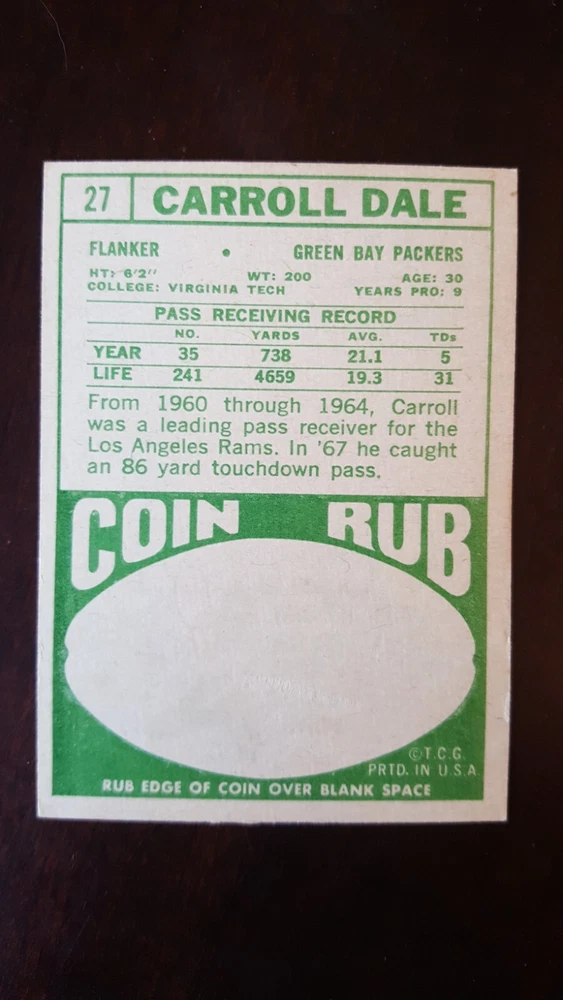 27 CARROLL DALE
FLANKER • GREEN BAY PACKERS
HT: 6'2" WT: 200 AGE: 30
COLLEGE: VIRGINIA TECH YEARS PRO: 9
PASS RECEIVING RECORD
NO. YARDS AVG. TDs
YEAR 35 738 21.1 5
LIFE 241 4659 19.3 31
From 1960 through 1964, Carroll
was a leading pass receiver for the
Los Angeles Rams. In '67 he caught
an 86 yard touchdown pass.
COIN RUB
©T.C.G.
PRTD. IN U.S.A.
RUB EDGE OF COIN OVER BLANK SPACE